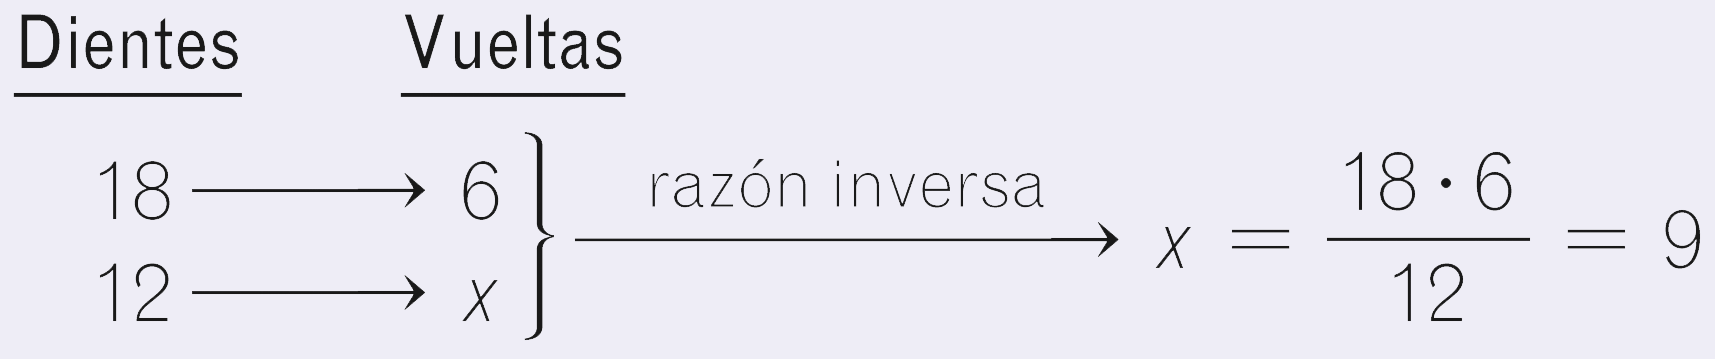 Dientes Vueltas
18 ⟶ 6
12 ⟶ x
razón inversa
x = 18 · 6 / 12 = 9